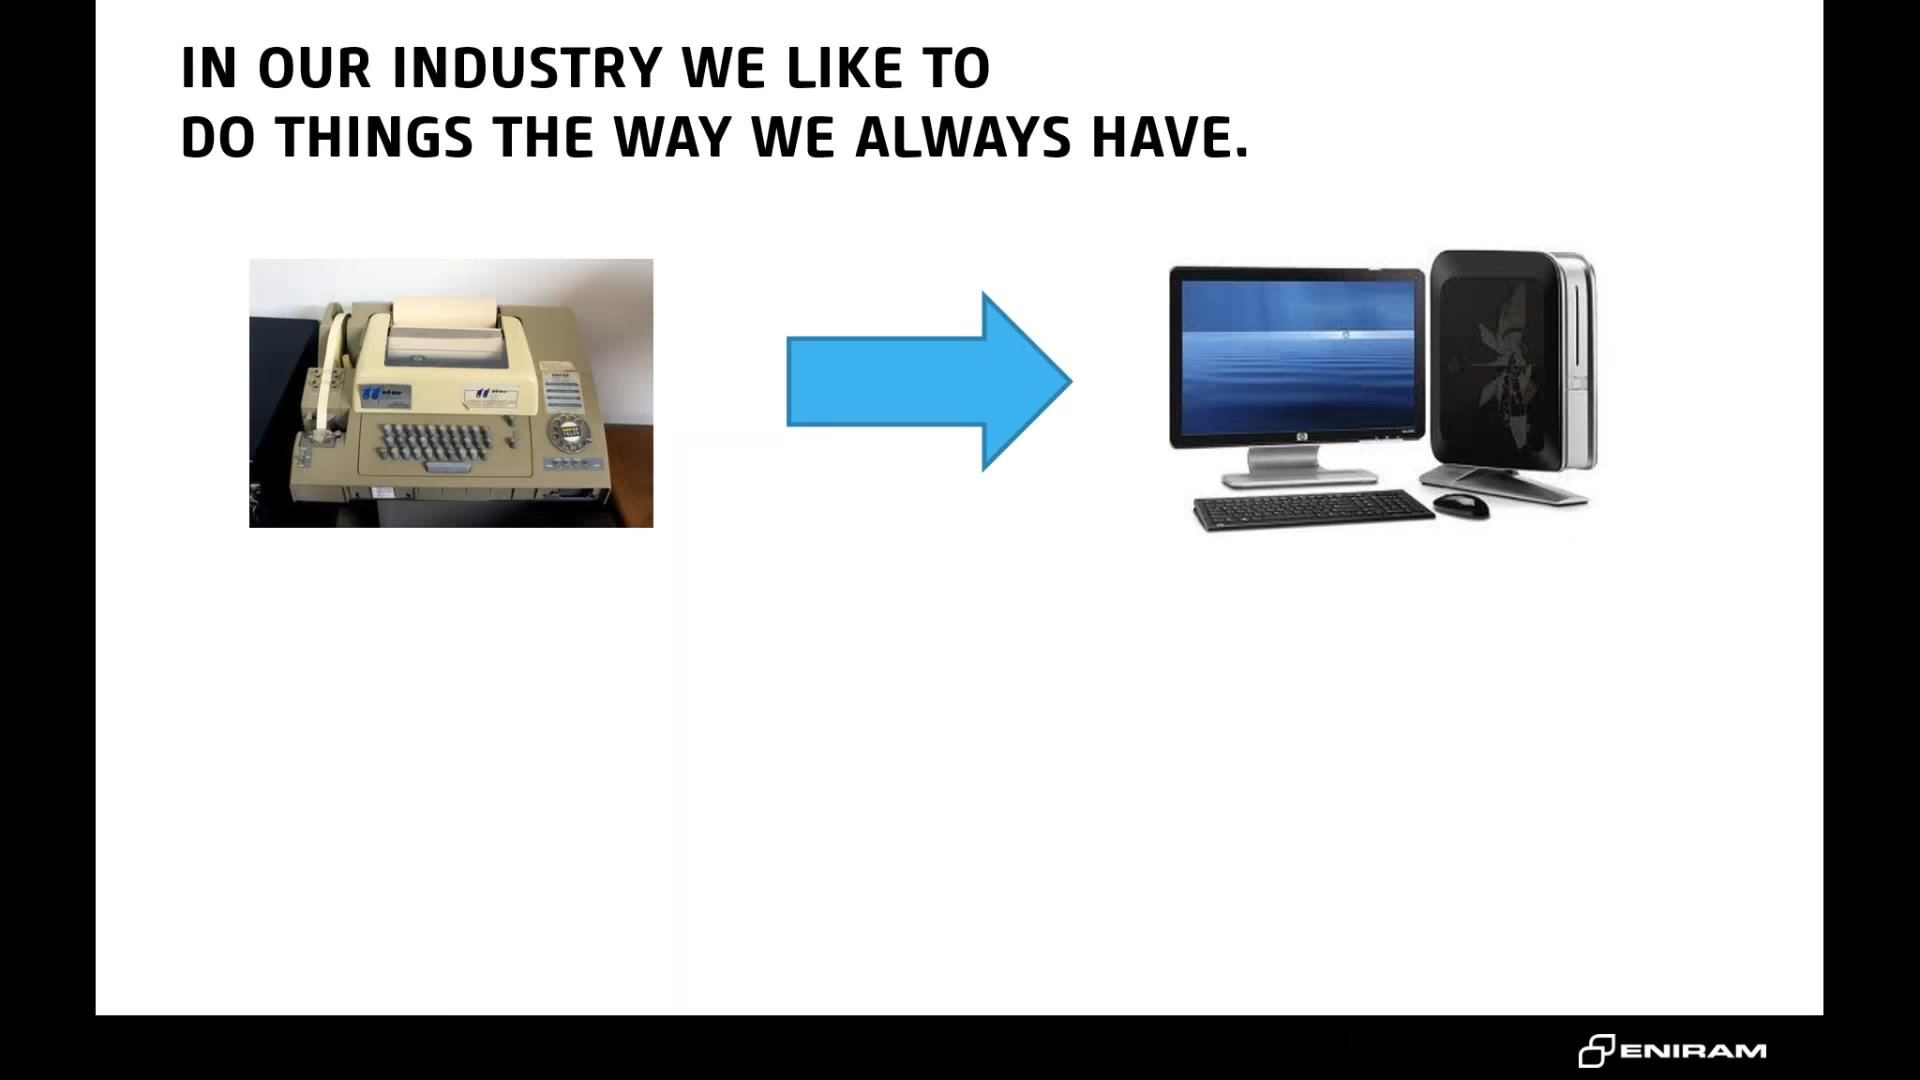 IN OUR INDUSTRY WE LIKE TO
DO THINGS THE WAY WE ALWAYS HAVE.
ENIRAM